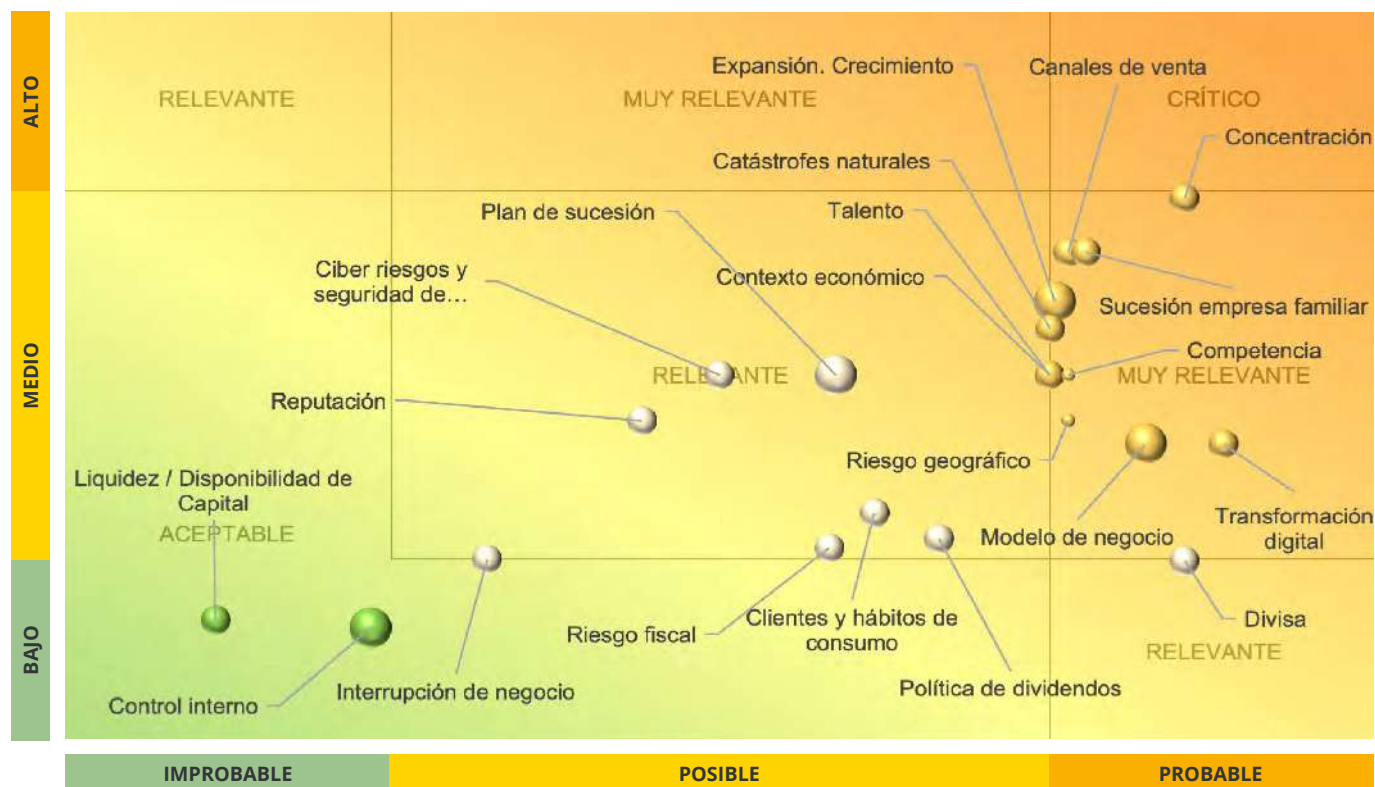 ALTO
MEDIO
BAJO
RELEVANTE
MUY RELEVANTE
CRÍTICO
Expansión. Crecimiento
Canales de venta
Concentración
Catástrofes naturales
Plan de sucesión
Talento
Ciber riesgos y
seguridad de...
Contexto económico
Sucesión empresa familiar
Competencia
RELEVANTE
MUY RELEVANTE
Reputación
Riesgo geográfico
Liquidez / Disponibilidad de
Capital
ACEPTABLE
Modelo de negocio
Transformación
digital
Clientes y hábitos de
consumo
Riesgo fiscal
Divisa
RELEVANTE
Política de dividendos
Interrupción de negocio
Control interno
IMPROBABLE
POSIBLE
PROBABLE